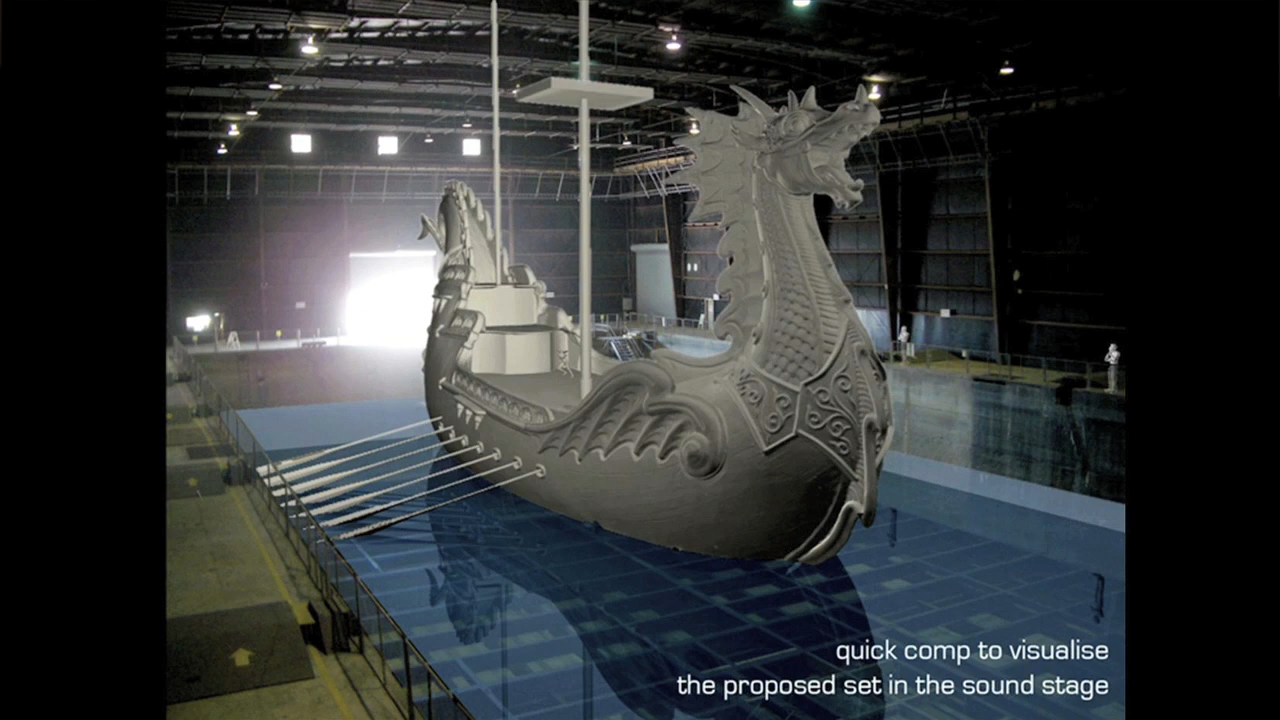 quick comp to visualise
the proposed set in the sound stage